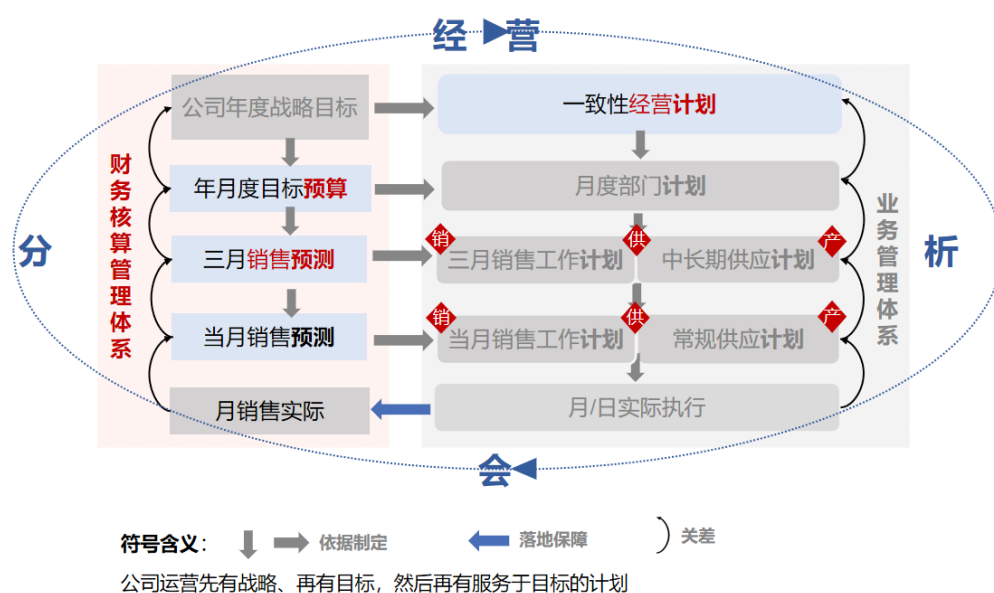 经 营
公司年度战略目标
一致性经营计划
财务核算管理体系
年月度目标预算
月度部门计划
业务管理体系
分
析
三月销售预测
销
三月销售工作计划
供
中长期供应计划
产
当月销售预测
销
当月销售工作计划
供
常规供应计划
产
月销售实际
月/日实际执行
会
符号含义：
依据制定
落地保障
关差
公司运营先有战略、再有目标，然后再有服务于目标的计划